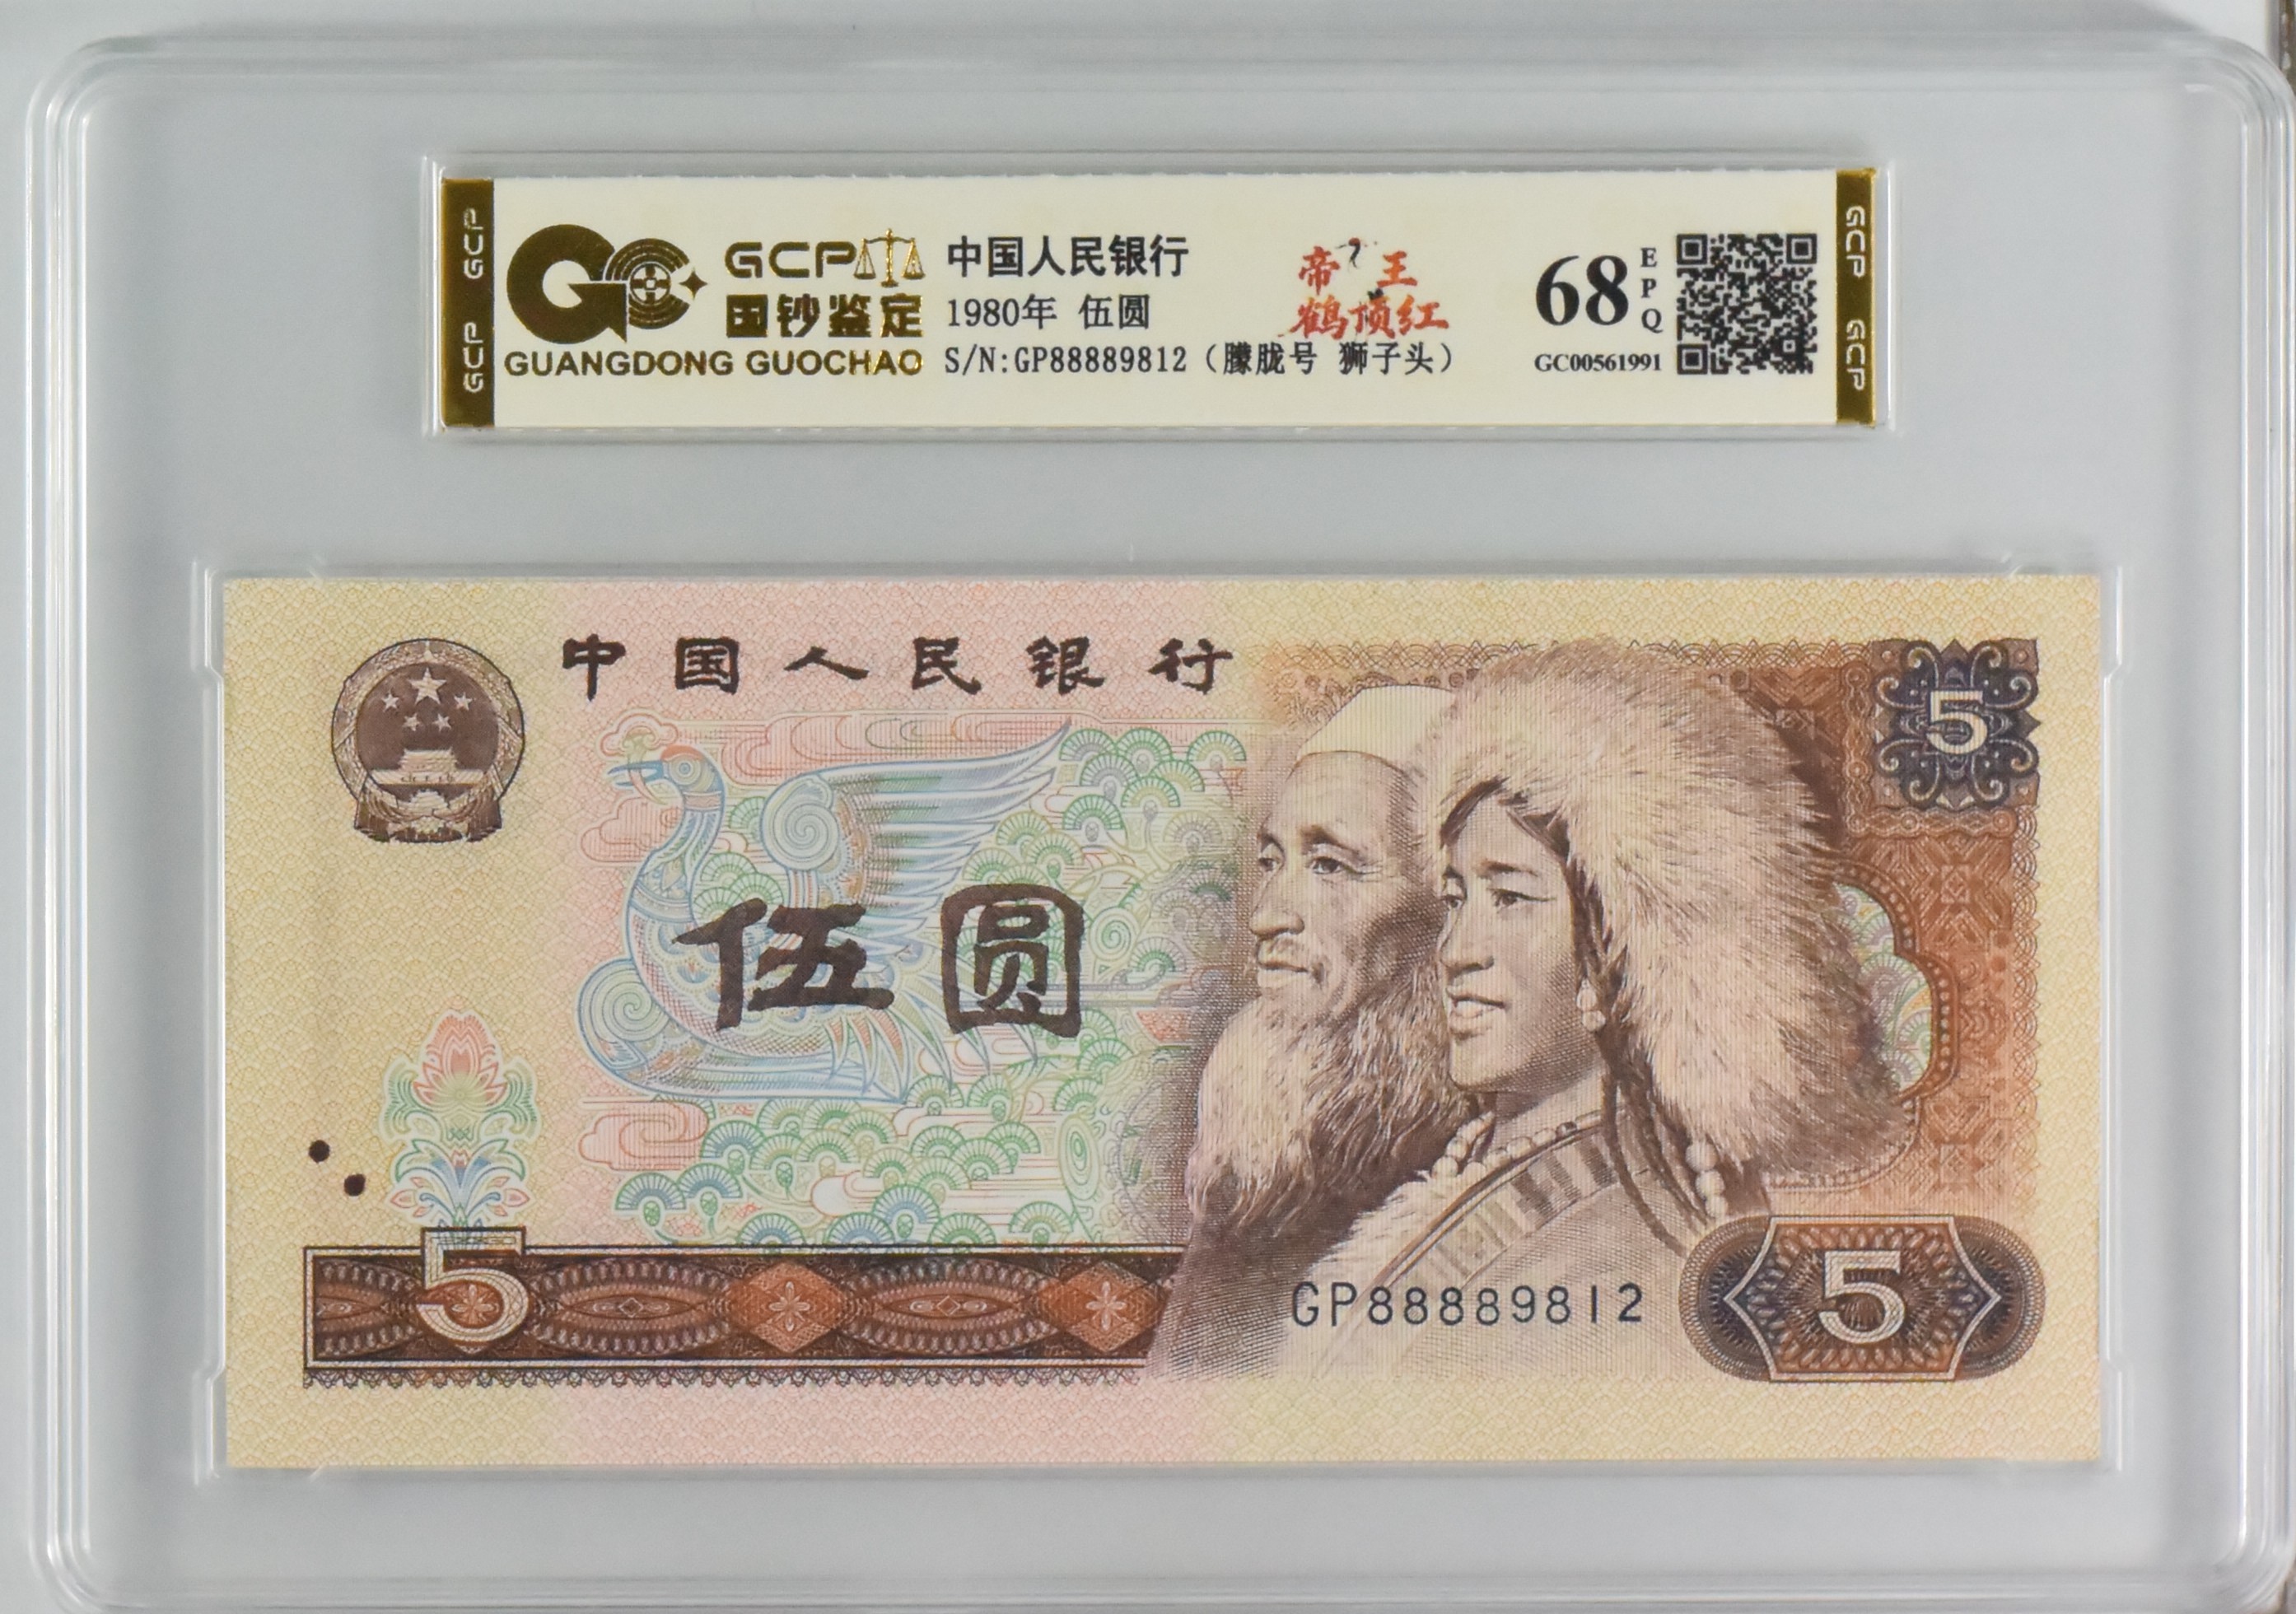 GCP GCP
GCP
国钞鉴定
GUANGDONG GUOCHAO
中国人民银行
1980年 伍圆
S/N:GP88889812（朦胧号 狮子头）
帝王
鹤顶红
68
EPQ
GC00561991
GCP GCP
中国人民银行
5
伍圆
5
GP88889812
5